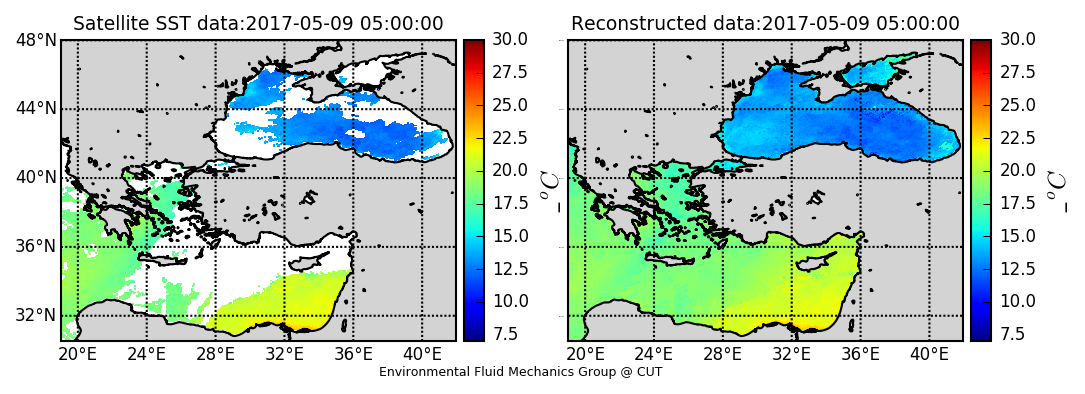 Satellite SST data:2017-05-09 05:00:00
48°N
44°N
40°N
36°N
32°N
20°E 24°E 28°E 32°E 36°E 40°E
30.0
27.5
25.0
22.5
20.0
17.5
15.0
12.5
10.0
7.5
_ °C
Reconstructed data:2017-05-09 05:00:00
20°E 24°E 28°E 32°E 36°E 40°E
30.0
27.5
25.0
22.5
20.0
17.5
15.0
12.5
10.0
7.5
_ °C
Environmental Fluid Mechanics Group @ CUT